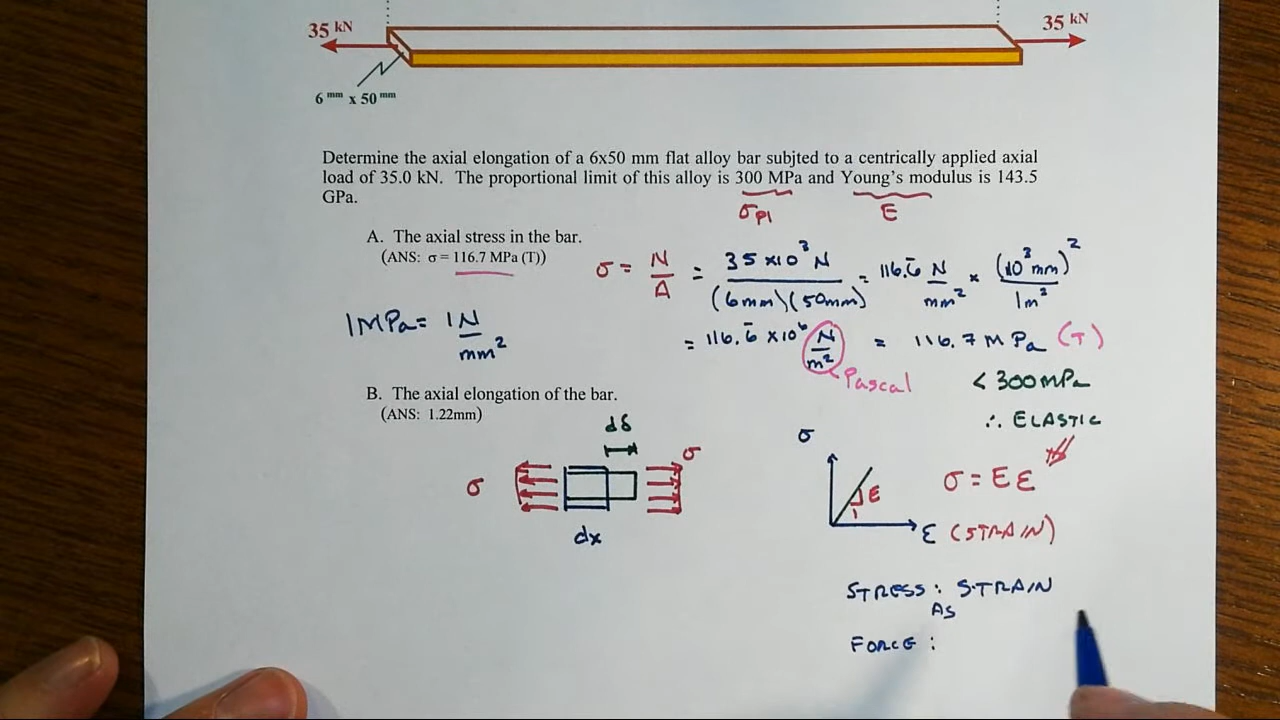 35 kN
35 kN
6 mm x 50 mm
Determine the axial elongation of a 6x50 mm flat alloy bar subjted to a centrically applied axial
load of 35.0 kN. The proportional limit of this alloy is 300 MPa and Young's modulus is 143.5
GPa.
σPl
E
A. The axial stress in the bar.
(ANS: σ = 116.7 MPa (T))
σ = N/A = 35 x10³ N / (6mm)(50mm) = 116.6̄ N/mm² x (10³ mm)²/1m²
1MPa = 1N/mm²
= 116.6̄ x10⁶ N/m² = 116.7 MPa (T)
Pascal
< 300 MPa
∴ ELASTIC
B. The axial elongation of the bar.
(ANS: 1.22mm)
dδ
σ
σ
dx
σ
E
1
ε (STRAIN)
σ = Eε
STRESS : STRAIN
AS
FORCE :